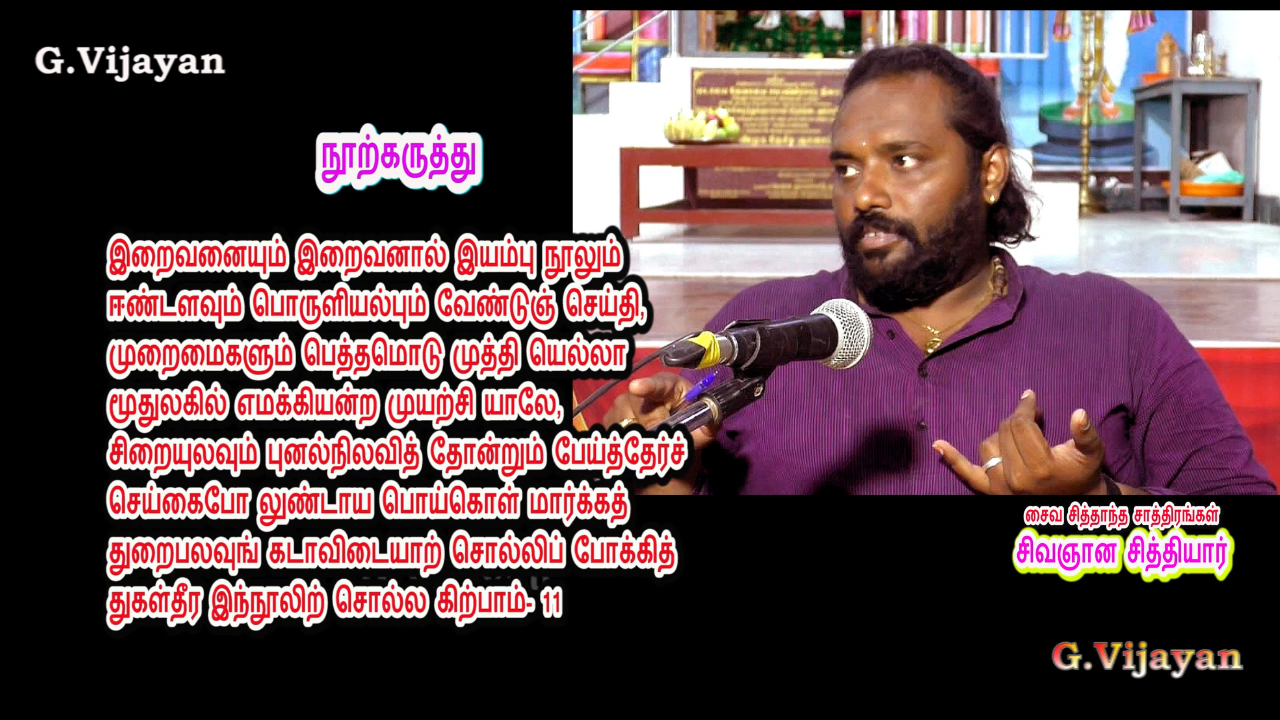 G.Vijayan
நூற்கருத்து
இறைவனையும் இறைவனால் இயம்பு நூலும்
ஈண்டளவும் பொருளியல்பும் வேண்டுஞ் செய்தி,
முறைமைகளும் பெத்தமொடு முத்தி யெல்லா
மூதுலகில் எமக்கியன்ற முயற்சி யாலே,
சிறையுலவும் புனல்நிலவித் தோன்றும் பேய்த்தேர்ச்
செய்கைபோ லுண்டாய பொய்கொள் மார்க்கத்
துறைபலவுங் கடாவிடையாற் சொல்லிப் போக்கித்
துகள்தீர இந்நூலிற் சொல்ல கிற்பாம்- 11
சைவ சித்தாந்த சாத்திரங்கள்
சிவஞான சித்தியார்
G.Vijayan